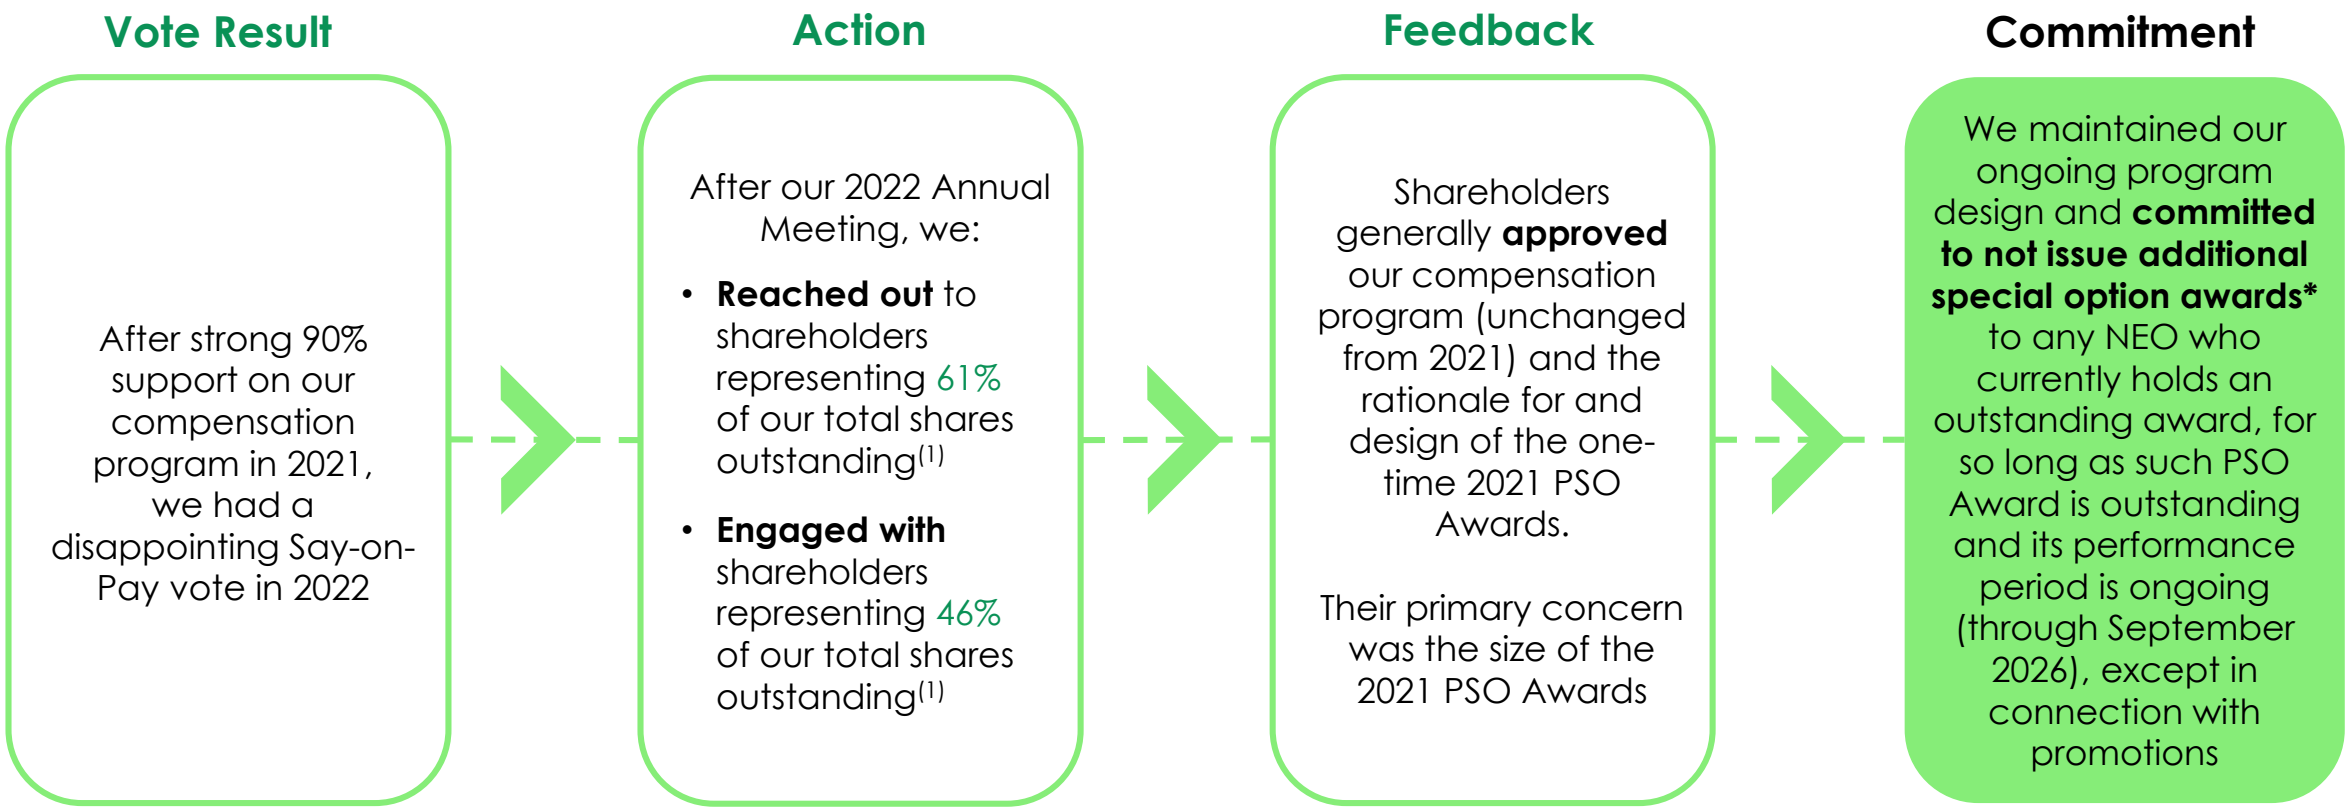 Vote Result
After strong 90%
support on our
compensation
program in 2021,
we had a
disappointing Say-on-
Pay vote in 2022
Action
After our 2022 Annual
Meeting, we:
• Reached out to
shareholders
representing 61%
of our total shares
outstanding(1)
• Engaged with
shareholders
representing 46%
of our total shares
outstanding(1)
Feedback
Shareholders
generally approved
our compensation
program (unchanged
from 2021) and the
rationale for and
design of the one-
time 2021 PSO
Awards.
Their primary concern
was the size of the
2021 PSO Awards
Commitment
We maintained our
ongoing program
design and committed
to not issue additional
special option awards*
to any NEO who
currently holds an
outstanding award, for
so long as such PSO
Award is outstanding
and its performance
period is ongoing
(through September
2026), except in
connection with
promotions